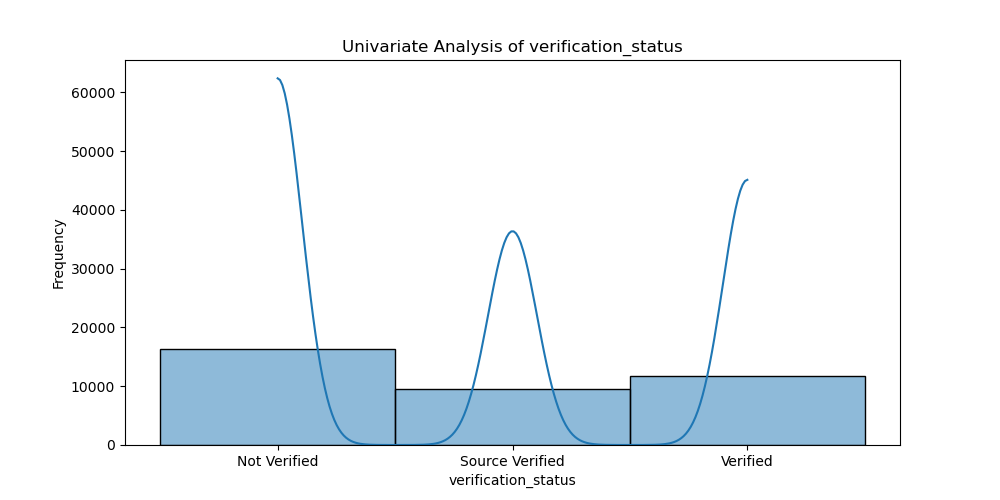 Univariate Analysis of verification_status
60000
50000
40000
30000
20000
10000
0
Frequency
Not Verified
Source Verified
Verified
verification_status